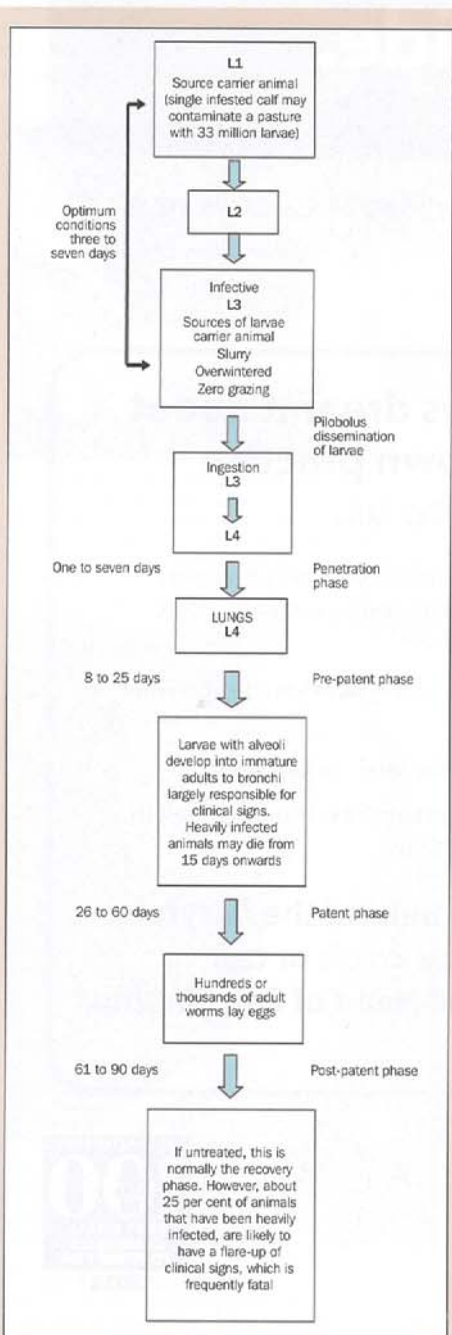 L1
Source carrier animal
(single infested calf may
contaminate a pasture
with 33 million larvae)
Optimum
conditions
three to
seven days
L2
Infective
L3
Sources of larvae
carrier animal
Slurry
Overwintered
Zero grazing
Pilobolus
dissemination
of larvae
Ingestion
L3
L4
One to seven days
Penetration
phase
LUNGS
L4
8 to 25 days
Pre-patent phase
Larvae with alveoli
develop into immature
adults to bronchi
largely responsible for
clinical signs.
Heavily infected
animals may die from
15 days onwards
26 to 60 days
Patent phase
Hundreds or
thousands of adult
worms lay eggs
61 to 90 days
Post-patent phase
If untreated, this is
normally the recovery
phase. However, about
25 per cent of animals
that have been heavily
infected, are likely to
have a flare-up of
clinical signs, which is
frequently fatal